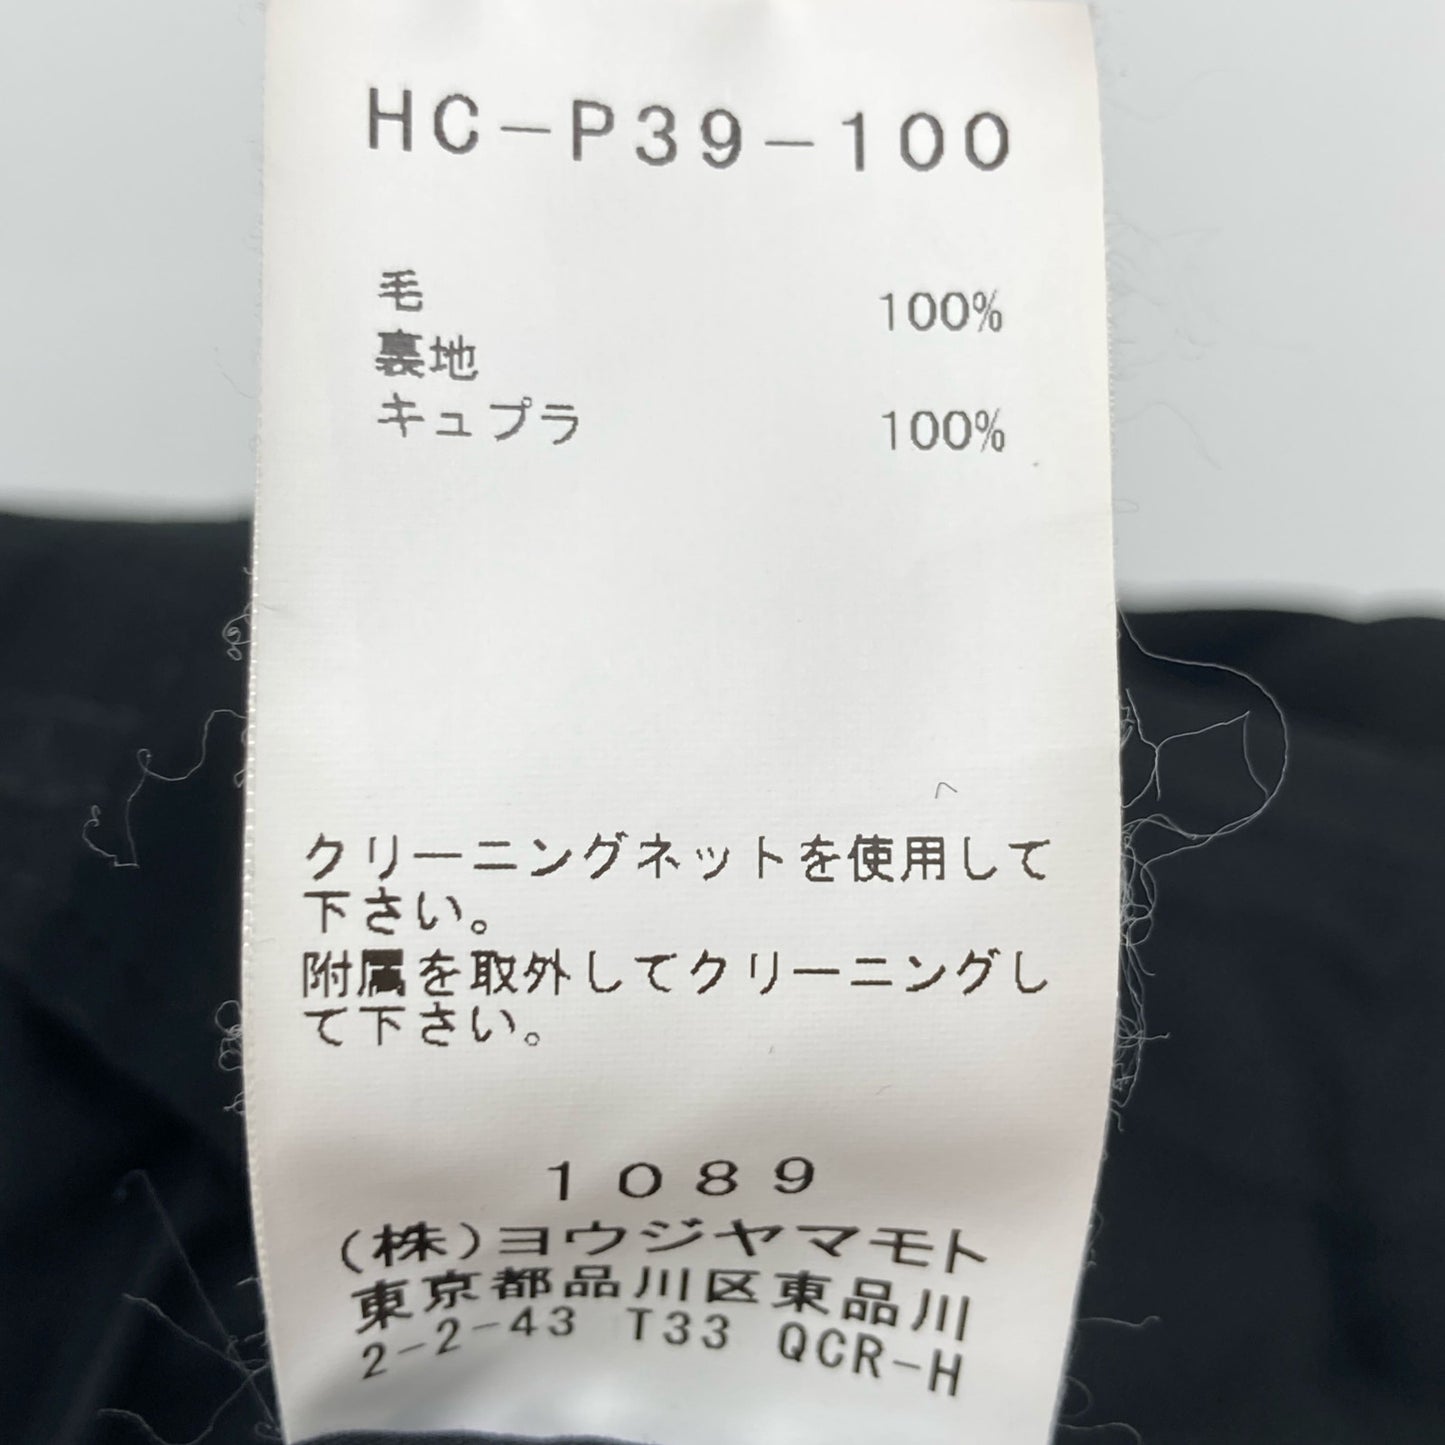 HC-P39-100
毛 100%
裏地
キュプラ 100%
クリーニングネットを使用して
下さい。
附属を取外してクリーニングし
て下さい。
1089
(株)ヨウジヤマモト
東京都品川区東品川
2-2-43 T33 QCR-H